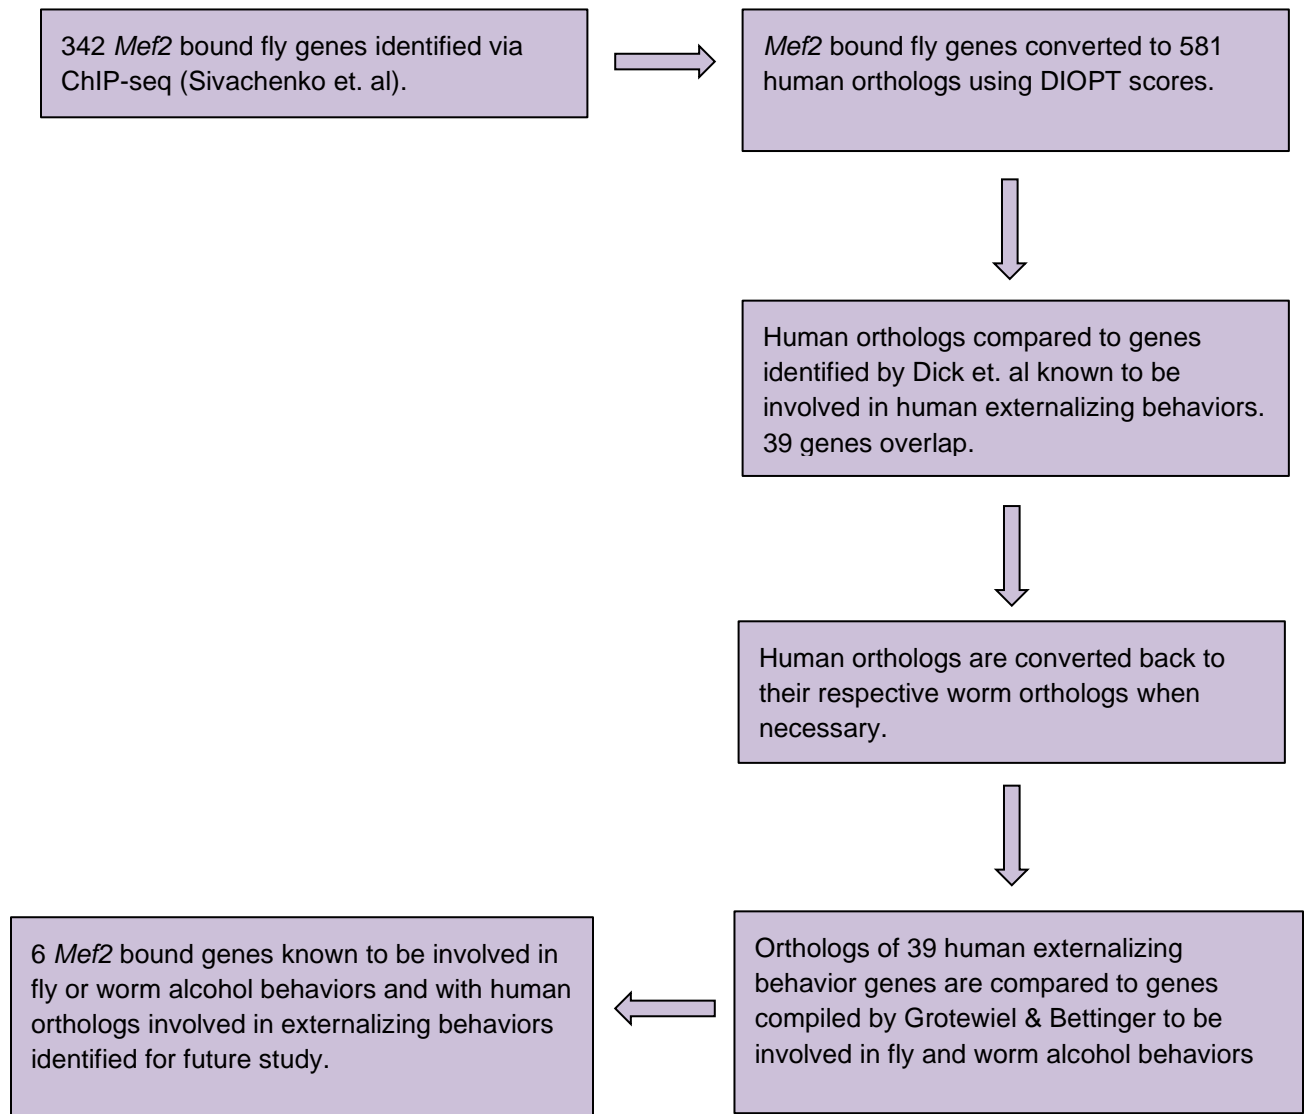 342 Mef2 bound fly genes identified via
ChIP-seq (Sivachenko et. al).
Mef2 bound fly genes converted to 581
human orthologs using DIOPT scores.
Human orthologs compared to genes
identified by Dick et. al known to be
involved in human externalizing behaviors.
39 genes overlap.
Human orthologs are converted back to
their respective worm orthologs when
necessary.
Orthologs of 39 human externalizing
behavior genes are compared to genes
compiled by Grotewiel & Bettinger to be
involved in fly and worm alcohol behaviors
6 Mef2 bound genes known to be involved in
fly or worm alcohol behaviors and with human
orthologs involved in externalizing behaviors
identified for future study.